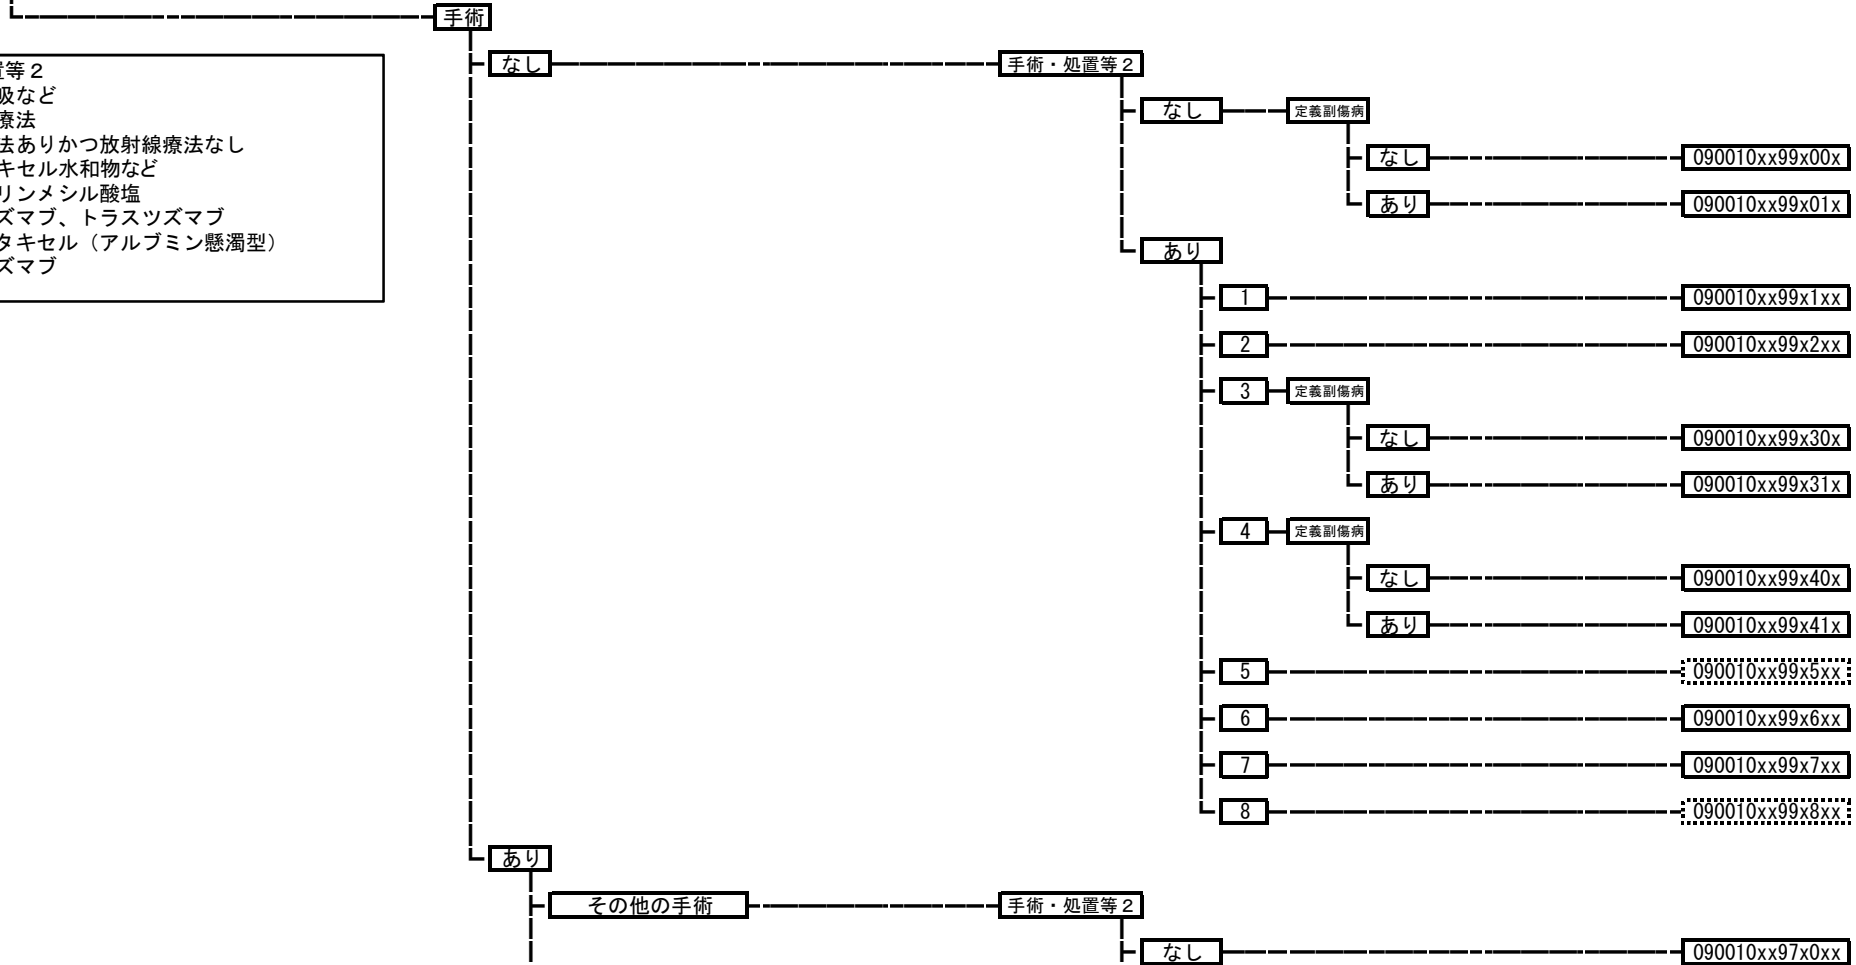 手術
なし
手術・処置等２
置等２
吸など
なし
定義副傷病
療法
法ありかつ放射線療法なし
なし
090010xx99x00x
キセル水和物など
リンメシル酸塩
あり
090010xx99x01x
ズマブ、トラスツズマブ
タキセル（アルブミン懸濁型）
あり
ズマブ
1
090010xx99x1xx
2
090010xx99x2xx
3
定義副傷病
なし
090010xx99x30x
あり
090010xx99x31x
4
定義副傷病
なし
090010xx99x40x
あり
090010xx99x41x
5
090010xx99x5xx
6
090010xx99x6xx
7
090010xx99x7xx
8
090010xx99x8xx
あり
その他の手術
手術・処置等２
なし
090010xx97x0xx